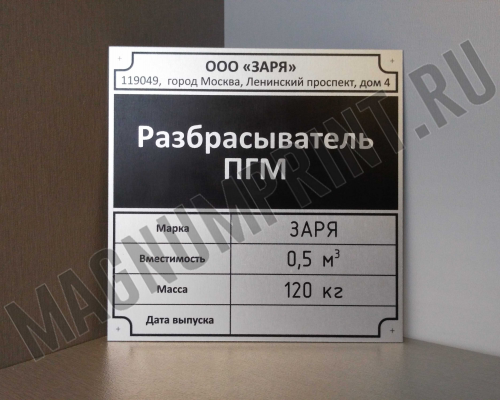 ООО «ЗАРЯ»
119049, город Москва, Ленинский проспект, дом 4
Разбрасыватель
ПГМ
Марка ЗАРЯ
Вместимость 0,5 м³
Масса 120 кг
Дата выпуска
MAGNUMPRINT.RU